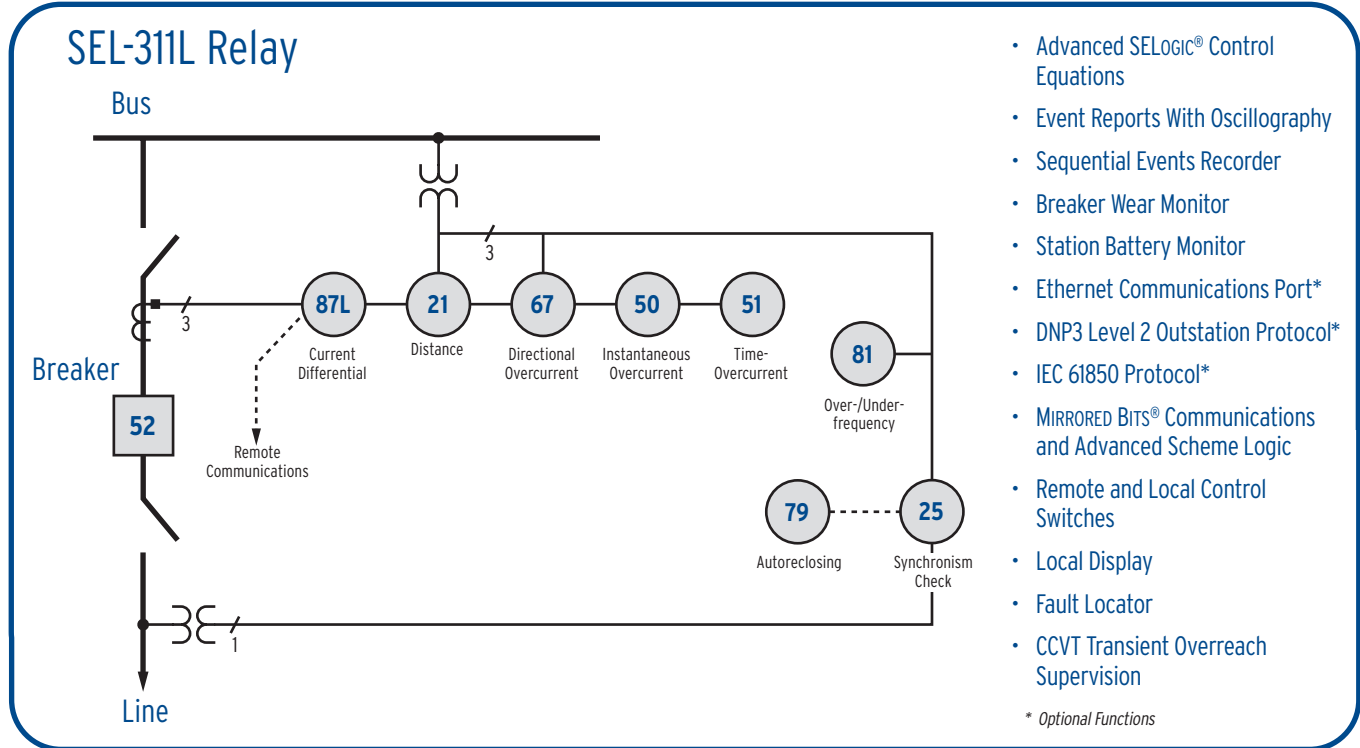 SEL-311L Relay
Bus
3
3
87L
21
67
50
51
Current
Differential
Distance
Directional
Overcurrent
Instantaneous
Overcurrent
Time-
Overcurrent
Breaker
52
81
Over-/Under-
frequency
Remote
Communications
79
25
Autoreclosing
Synchronism
Check
1
Line
• Advanced SELOGIC® Control
Equations
• Event Reports With Oscillography
• Sequential Events Recorder
• Breaker Wear Monitor
• Station Battery Monitor
• Ethernet Communications Port*
• DNP3 Level 2 Outstation Protocol*
• IEC 61850 Protocol*
• MIRRORED BITS® Communications
and Advanced Scheme Logic
• Remote and Local Control
Switches
• Local Display
• Fault Locator
• CCVT Transient Overreach
Supervision
* Optional Functions